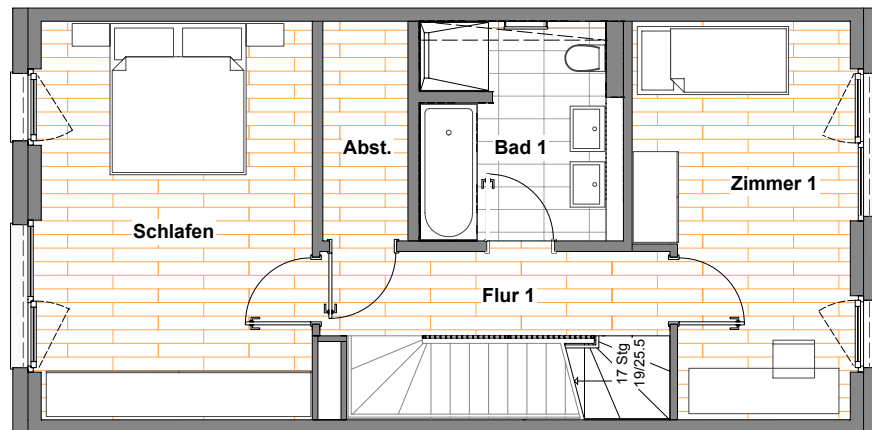 Abst.
Bad 1
Zimmer 1
Schlafen
Flur 1
17 Stg
19/25.5